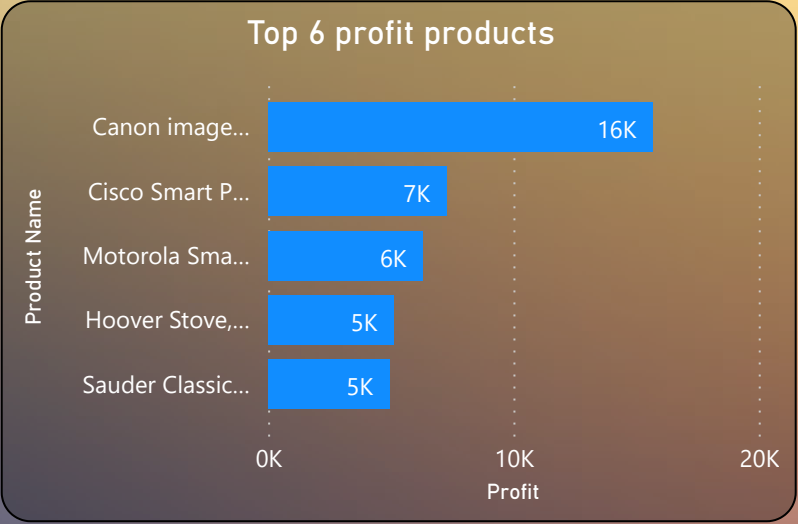 Top 6 profit products
Product Name
Canon image...
16K
Cisco Smart P...
7K
Motorola Sma...
6K
Hoover Stove,...
5K
Sauder Classic...
5K
0K 10K 20K
Profit